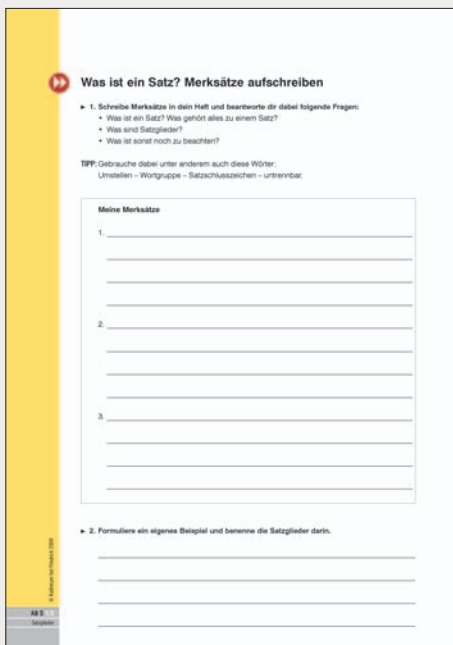 Was ist ein Satz? Merksätze aufschreiben
▶ 1. Schreibe Merksätze in dein Heft und beantworte dir dabei folgende Fragen:
• Was ist ein Satz? Was gehört alles zu einem Satz?
• Was sind Satzglieder?
• Was ist sonst noch zu beachten?
TIPP: Gebrauche dabei unter anderem auch diese Wörter:
Umstellen – Wortgruppe – Satzschlusszeichen – untrennbar.
Meine Merksätze
1.
2.
3.
▶ 2. Formuliere ein eigenes Beispiel und benenne die Satzglieder darin.
AB 5 1/2
Satzglieder